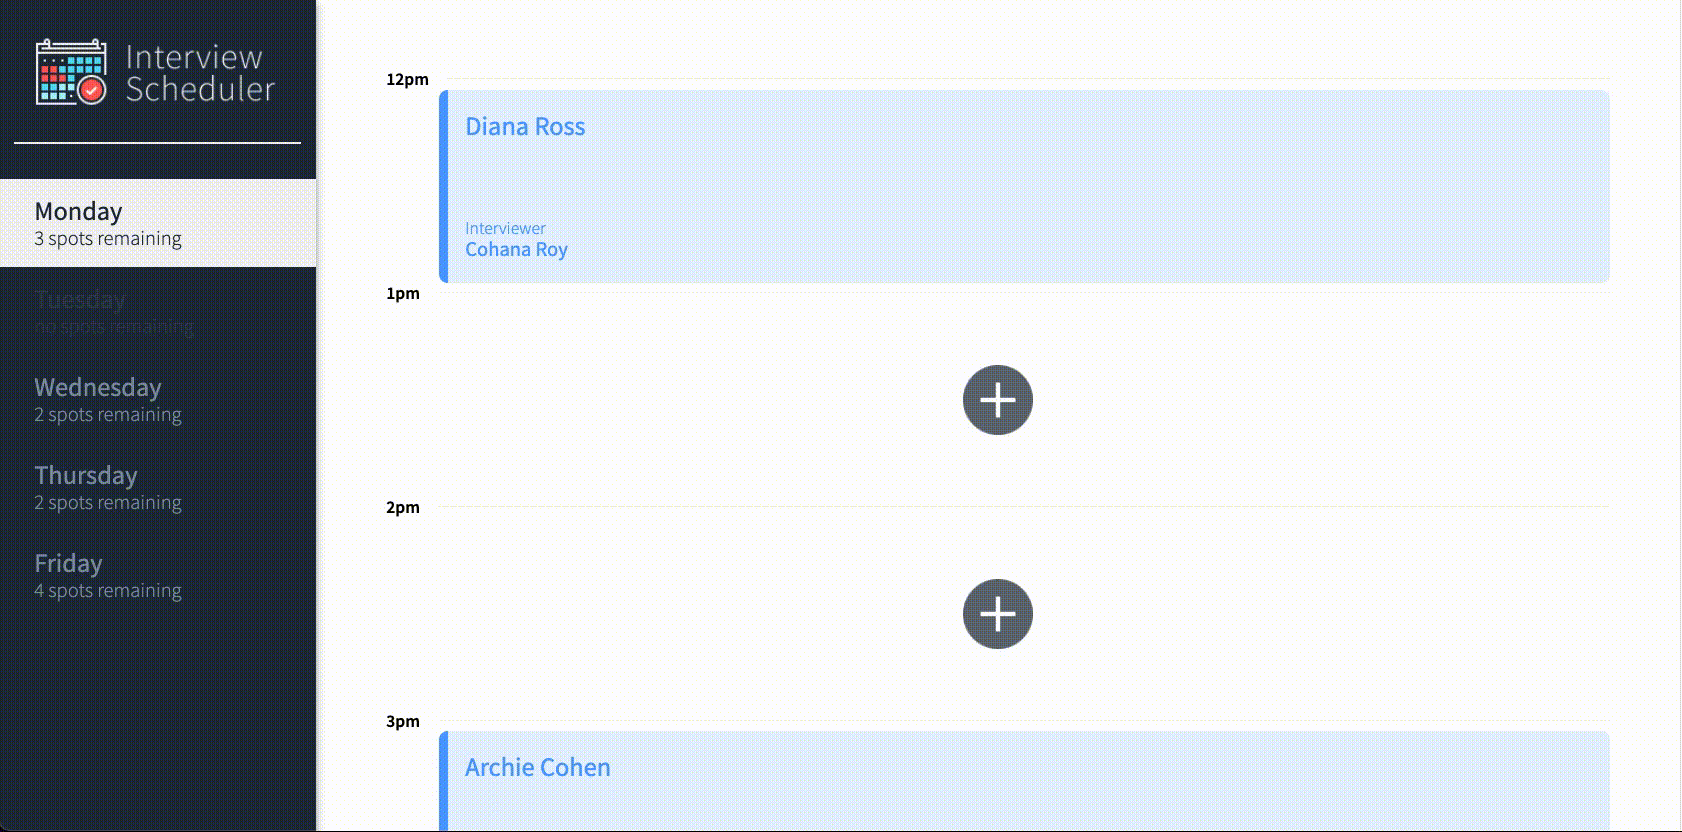 Interview
Scheduler
Monday
3 spots remaining
Tuesday
no spots remaining
Wednesday
2 spots remaining
Thursday
2 spots remaining
Friday
4 spots remaining
12pm
Diana Ross
Interviewer
Cohana Roy
1pm
2pm
3pm
Archie Cohen